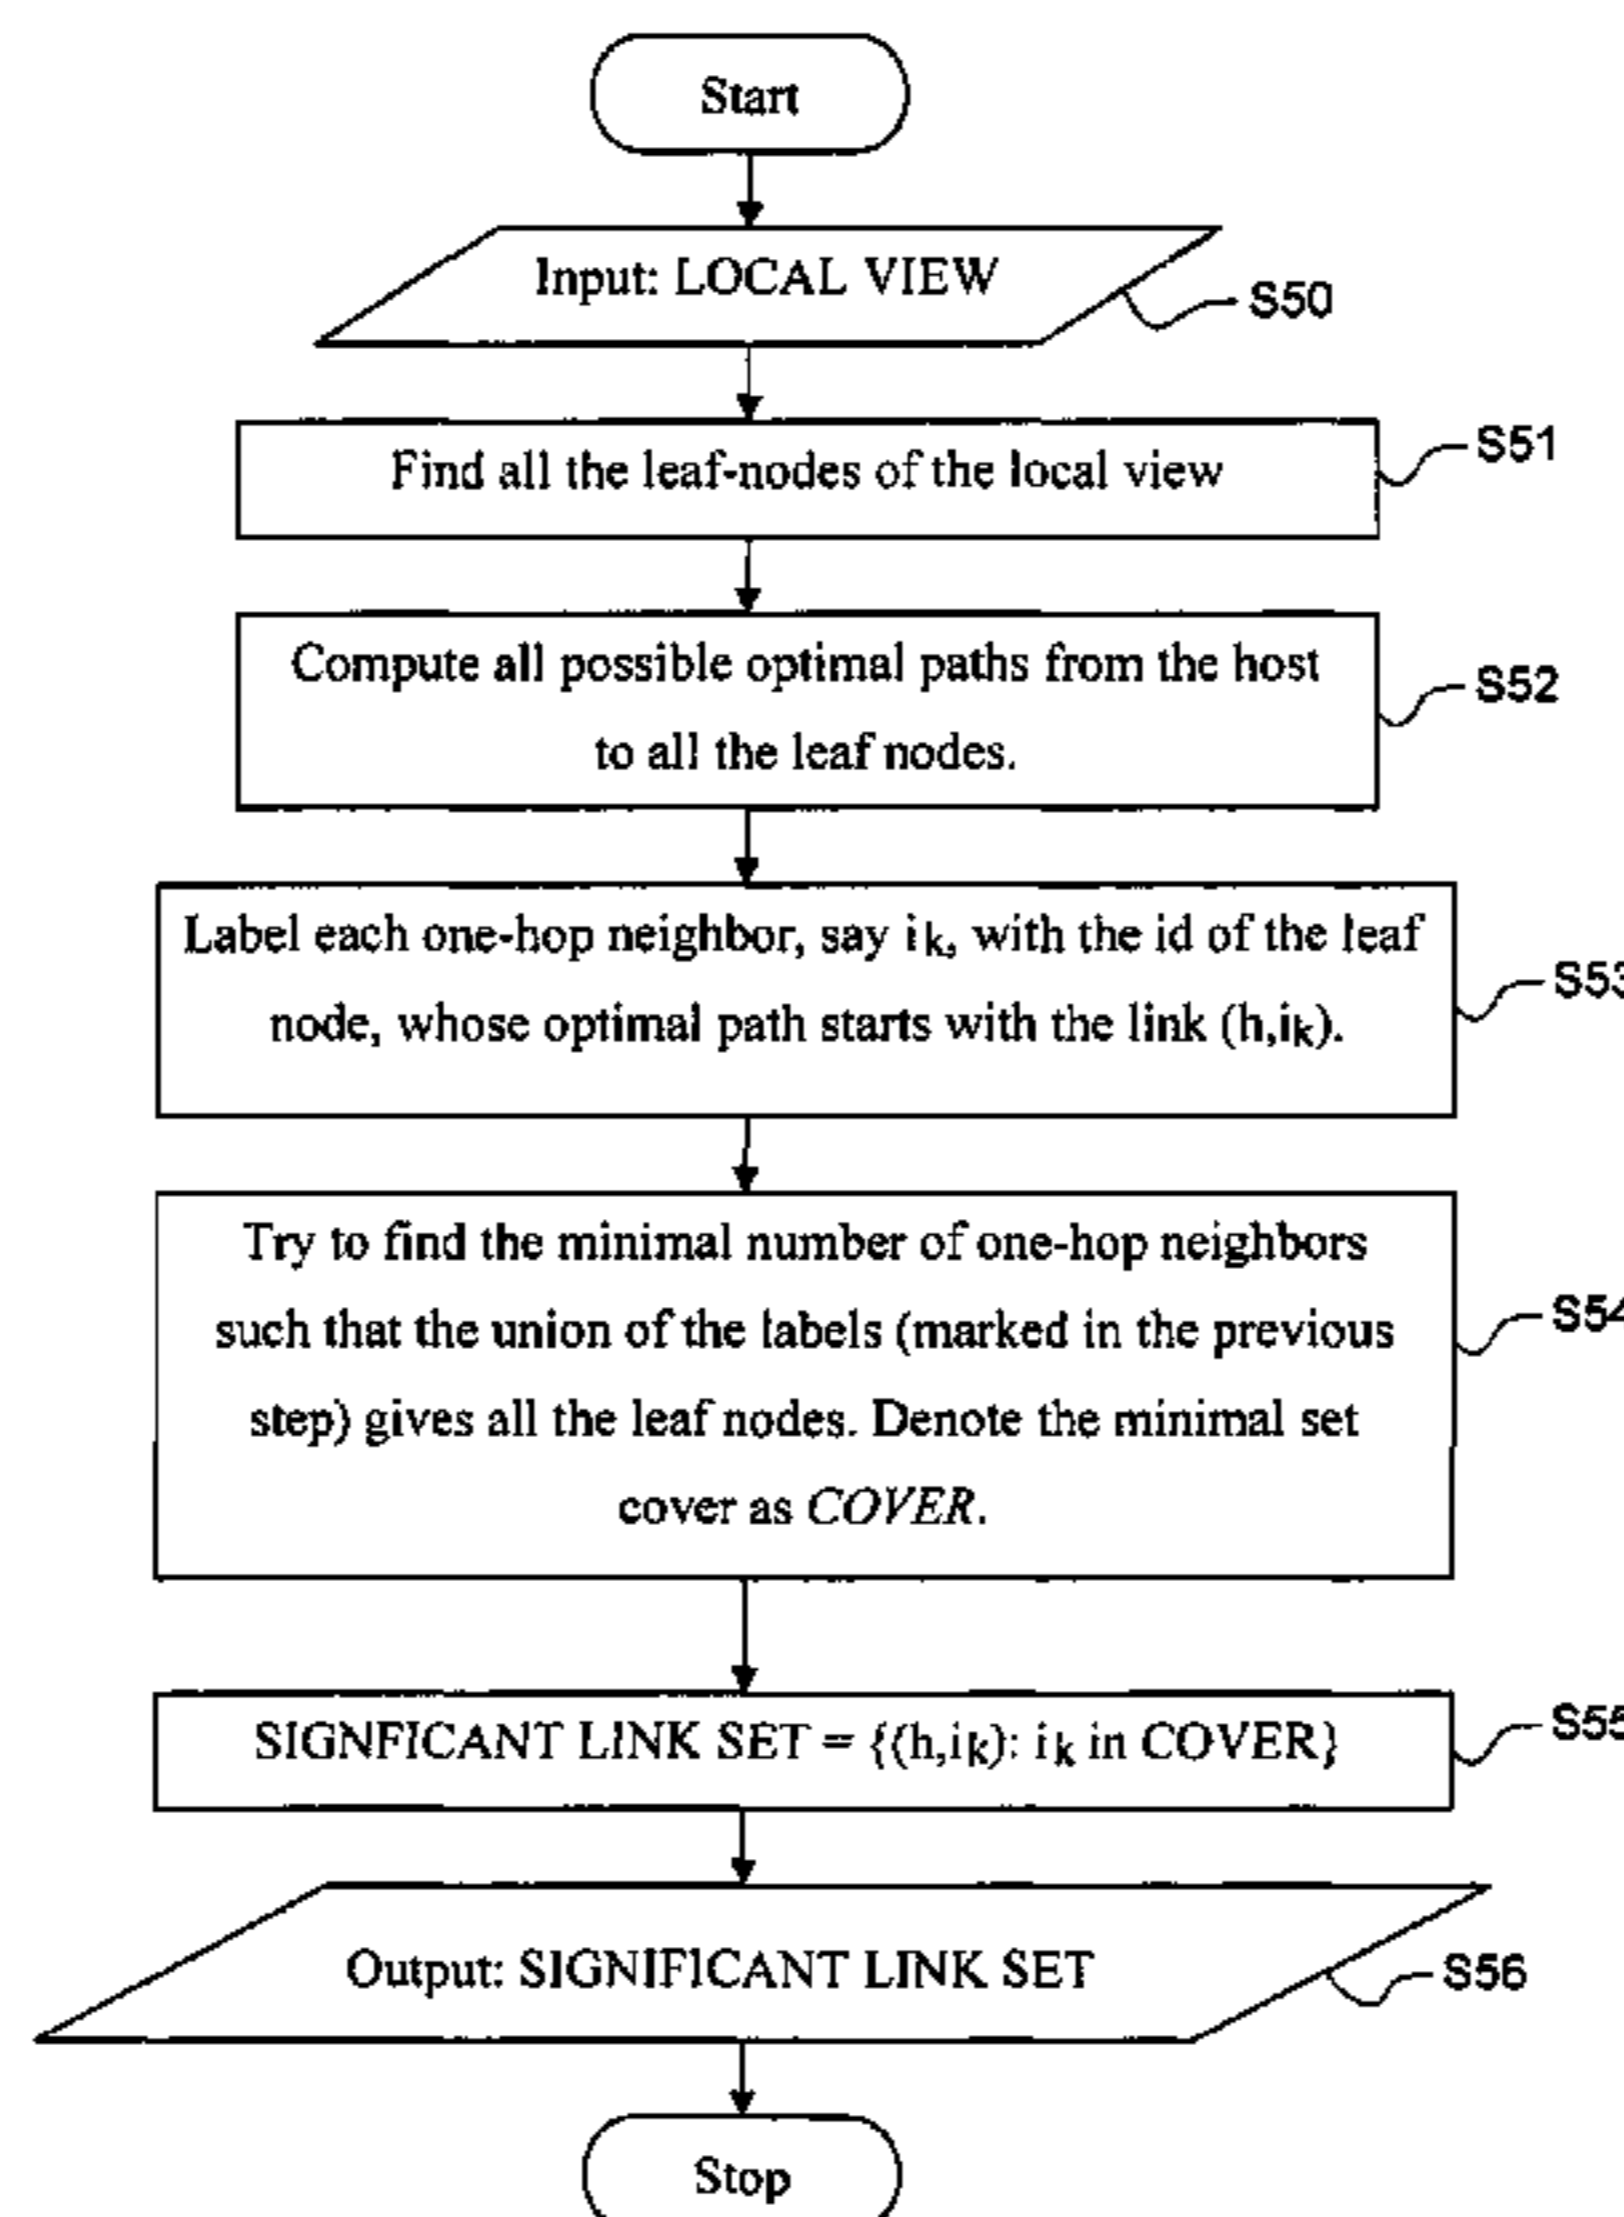 Start
Input: LOCAL VIEW
S50
Find all the leaf-nodes of the local view
S51
Compute all possible optimal paths from the host
to all the leaf nodes.
S52
Label each one-hop neighbor, say ik, with the id of the leaf
node, whose optimal path starts with the link (h,ik).
S53
Try to find the minimal number of one-hop neighbors
such that the union of the labels (marked in the previous
step) gives all the leaf nodes. Denote the minimal set
cover as COVER.
S54
SIGNFICANT LINK SET = {(h,ik): ik in COVER}
S55
Output: SIGNIFICANT LINK SET
S56
Stop